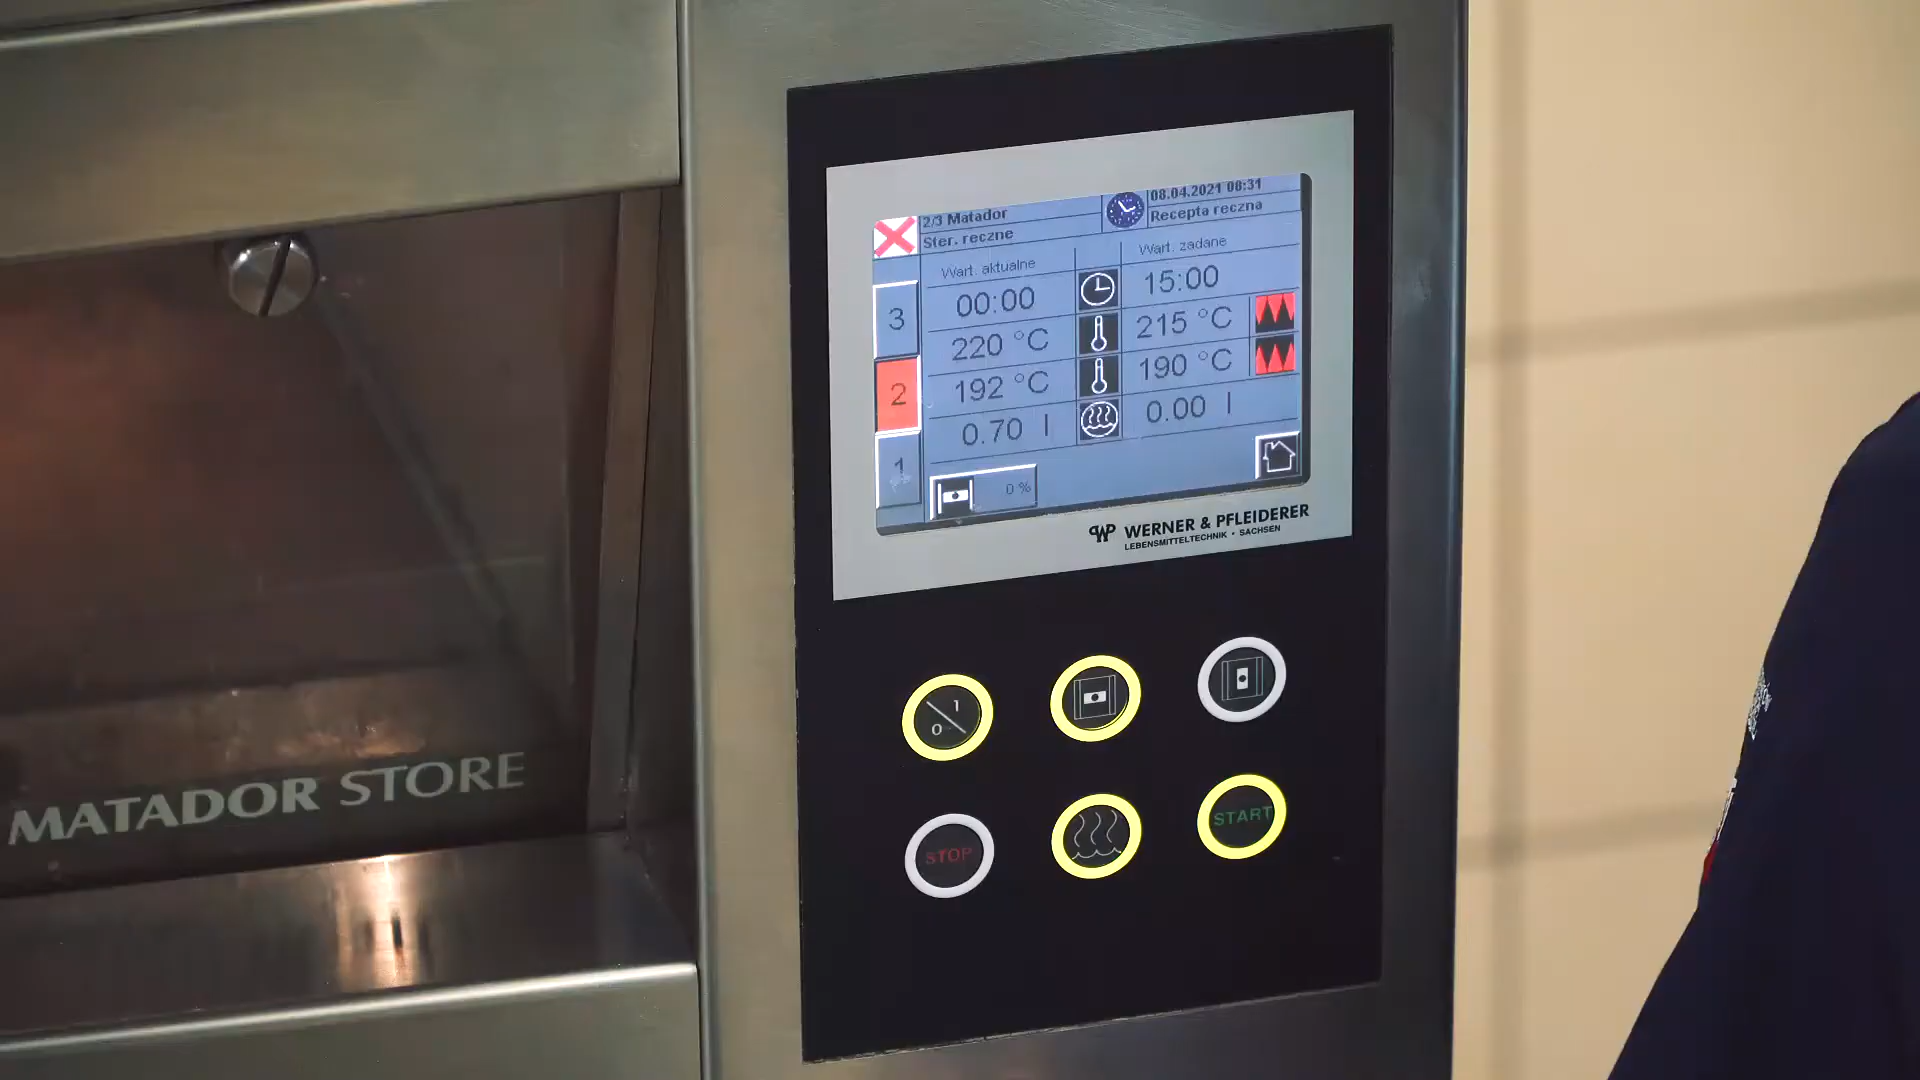 2/3 Matador
Ster. reczne
08.04.2021 08:31
Recepta reczna
Wart. aktualne
Wart. zadane
00:00
15:00
220 °C
215 °C
192 °C
190 °C
0.70 l
0.00 l
3
2
1
0 %
WP WERNER & PFLEIDERER
LEBENSMITTELTECHNIK • SACHSEN
1
0
STOP
START
MATADOR STORE